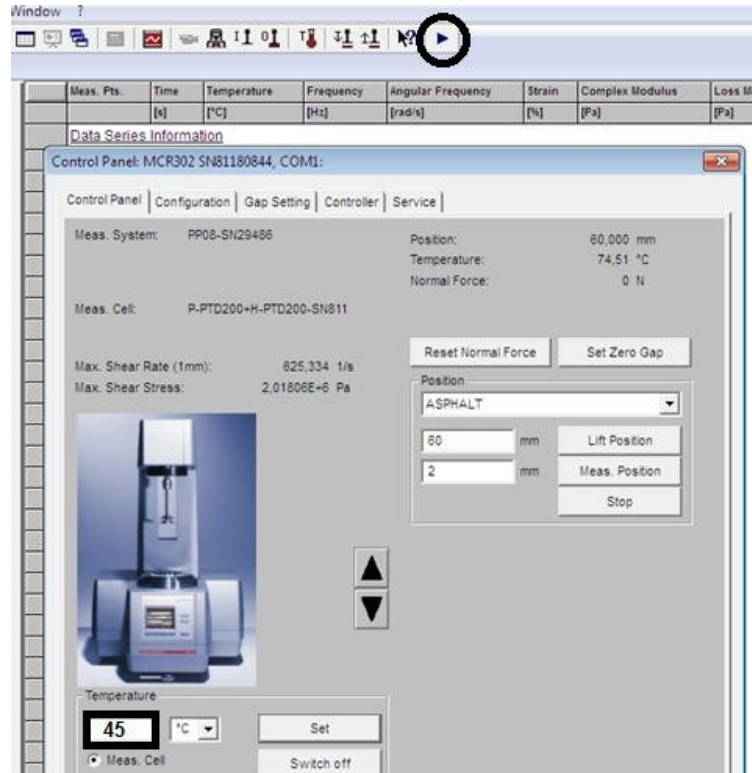 Window ?
Meas. Pts. Time Temperature Frequency Angular Frequency Strain Complex Modulus Loss M
[s] [°C] [Hz] [rad/s] [%] [Pa] [Pa]
Data Series Information
Control Panel: MCR302 SN81180844, COM1:
Control Panel Configuration Gap Setting Controller Service
Meas. System: PP08-SN29486
Position: 60,000 mm
Temperature: 74,51 °C
Normal Force: 0 N
Meas. Cell: P-PTD200+H-PTD200-SN811
Reset Normal Force Set Zero Gap
Max. Shear Rate (1mm): 625,334 1/s
Max. Shear Stress: 2,01806E+6 Pa
Position
ASPHALT
60 mm Lift Position
2 mm Meas. Position
Stop
Temperature
45 °C Set
Meas. Cell Switch off